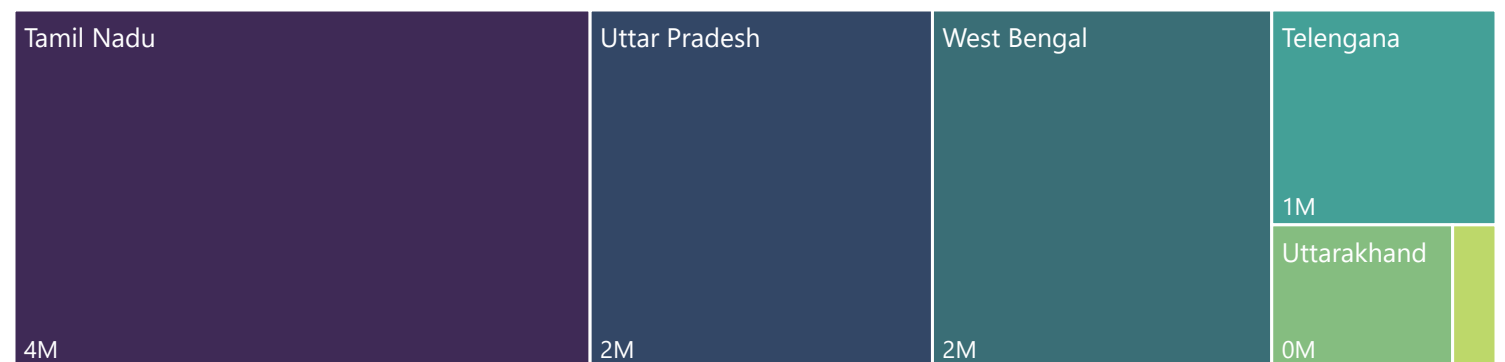 Tamil Nadu
4M
Uttar Pradesh
2M
West Bengal
2M
Telengana
1M
Uttarakhand
0M